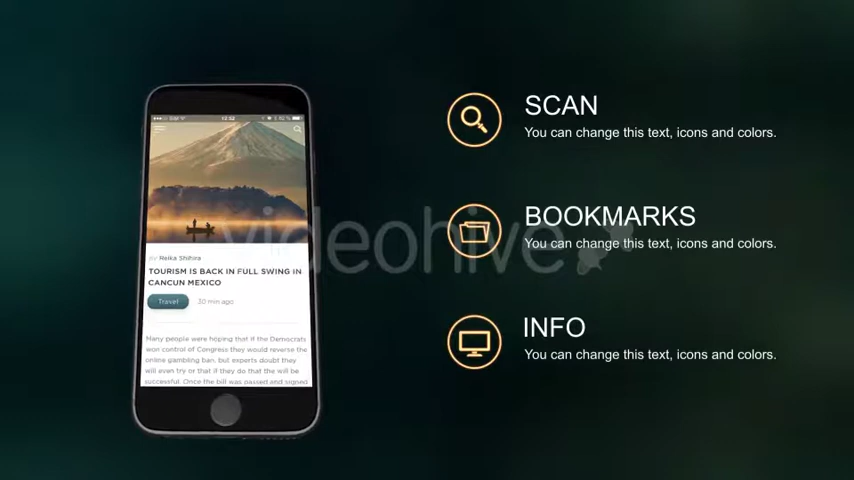 12:52
by Reika Shihira
TOURISM IS BACK IN FULL SWING IN
CANCUN MEXICO
Travel 30 min ago
Many people were hoping that if the Democrats
won control of Congress they would reverse the
online gambling ban, but experts doubt they
will even try or that if they do that the will be
successful. Once the bill was passed and signed
SCAN
You can change this text, icons and colors.
BOOKMARKS
You can change this text, icons and colors.
INFO
You can change this text, icons and colors.
videohive